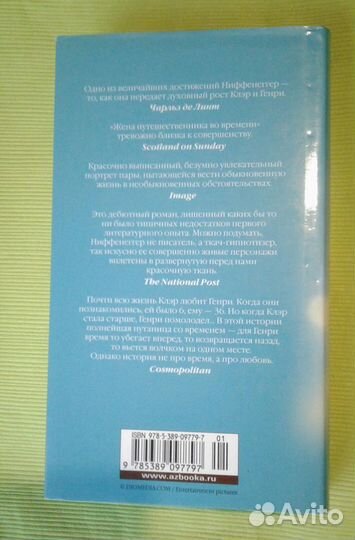 Одно из величайших достижений Ниффенеггер —
то, как она передает духовный рост Клэр и Генри.
Чарльз де Линт
«Жена путешественника во времени»
тревожно близка к совершенству.
Scotland on Sunday
Красочно выписанный, безумно увлекательный
портрет пары, пытающейся вести обыкновенную
жизнь в необыкновенных обстоятельствах
Image
Это дебютный роман, лишенный каких бы то
ни было типичных недостатков первого
литературного опыта. Можно подумать,
Ниффенеггер не писатель, а ткач-гипнотизер,
так искусно ее совершенно живые персонажи
вплетены в развернутую перед нами
красочную ткань.
The National Post
Почти всю жизнь Клэр любит Генри. Когда они
познакомились, ей было 6, ему — 36. Но когда Клэр
стала старше, Генри помолодел... В этой истории
полнейшая путаница со временем — для Генри
время то убегает вперед, то возвращается назад,
то вьется волчком на одном месте.
Однако история не про время, а про любовь.
Cosmopolitan
ISBN 978-5-389-09779-7
01
9 785389 097797
www.azbooka.ru
© DIOMEDIA.COM / Entertainment pictures
Avito